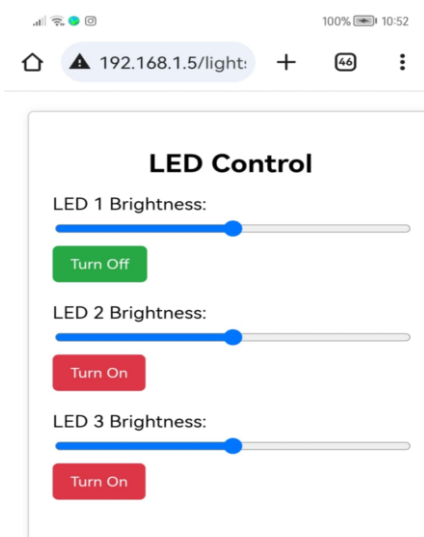 100% 10:52
192.168.1.5/light: + 46
LED Control
LED 1 Brightness:
Turn Off
LED 2 Brightness:
Turn On
LED 3 Brightness:
Turn On